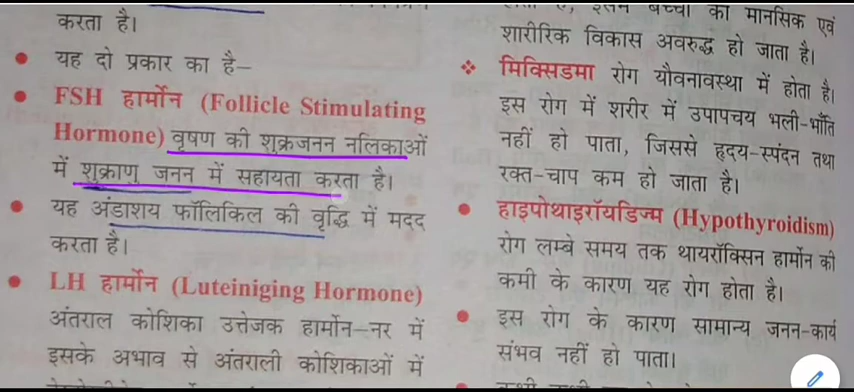 करता है।
यह दो प्रकार का है–
FSH हार्मोन (Follicle Stimulating
Hormone) वृषण की शुक्रजनन नलिकाओं
में शुक्राणु जनन में सहायता करता है।
यह अंडाशय फॉलिकिल की वृद्धि में मदद
करता है।
LH हार्मोन (Luteiniging Hormone)
अंतराल कोशिका उत्तेजक हार्मोन–नर में
इसके अभाव से अंतराली कोशिकाओं में
है, इसमें बच्चों का मानसिक एवं
शारीरिक विकास अवरुद्ध हो जाता है।
मिक्सिडमा रोग यौवनावस्था में होता है।
इस रोग में शरीर में उपापचय भली-भाँति
नहीं हो पाता, जिससे हृदय-स्पंदन तथा
रक्त-चाप कम हो जाता है।
हाइपोथाइरॉयडिज्म (Hypothyroidism)
रोग लम्बे समय तक थायरॉक्सिन हार्मोन की
कमी के कारण यह रोग होता है।
इस रोग के कारण सामान्य जनन-कार्य
संभव नहीं हो पाता।